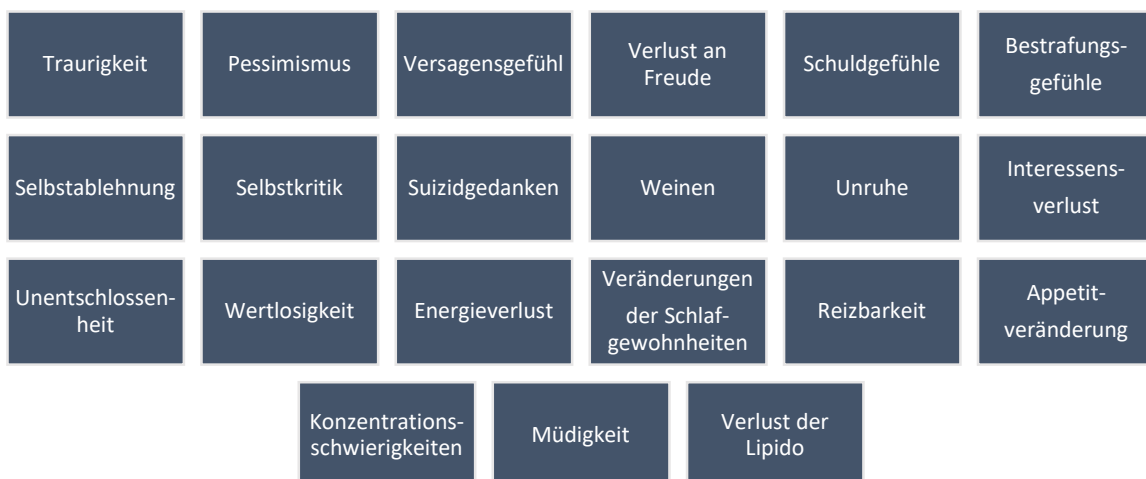 Traurigkeit
Pessimismus
Versagensgefühl
Verlust an
Freude
Schuldgefühle
Bestrafungs-
gefühle
Selbstablehnung
Selbstkritik
Suizidgedanken
Weinen
Unruhe
Interessens-
verlust
Unentschlossen-
heit
Wertlosigkeit
Energieverlust
Veränderungen
der Schlaf-
gewohnheiten
Reizbarkeit
Appetit-
veränderung
Konzentrations-
schwierigkeiten
Müdigkeit
Verlust der
Lipido